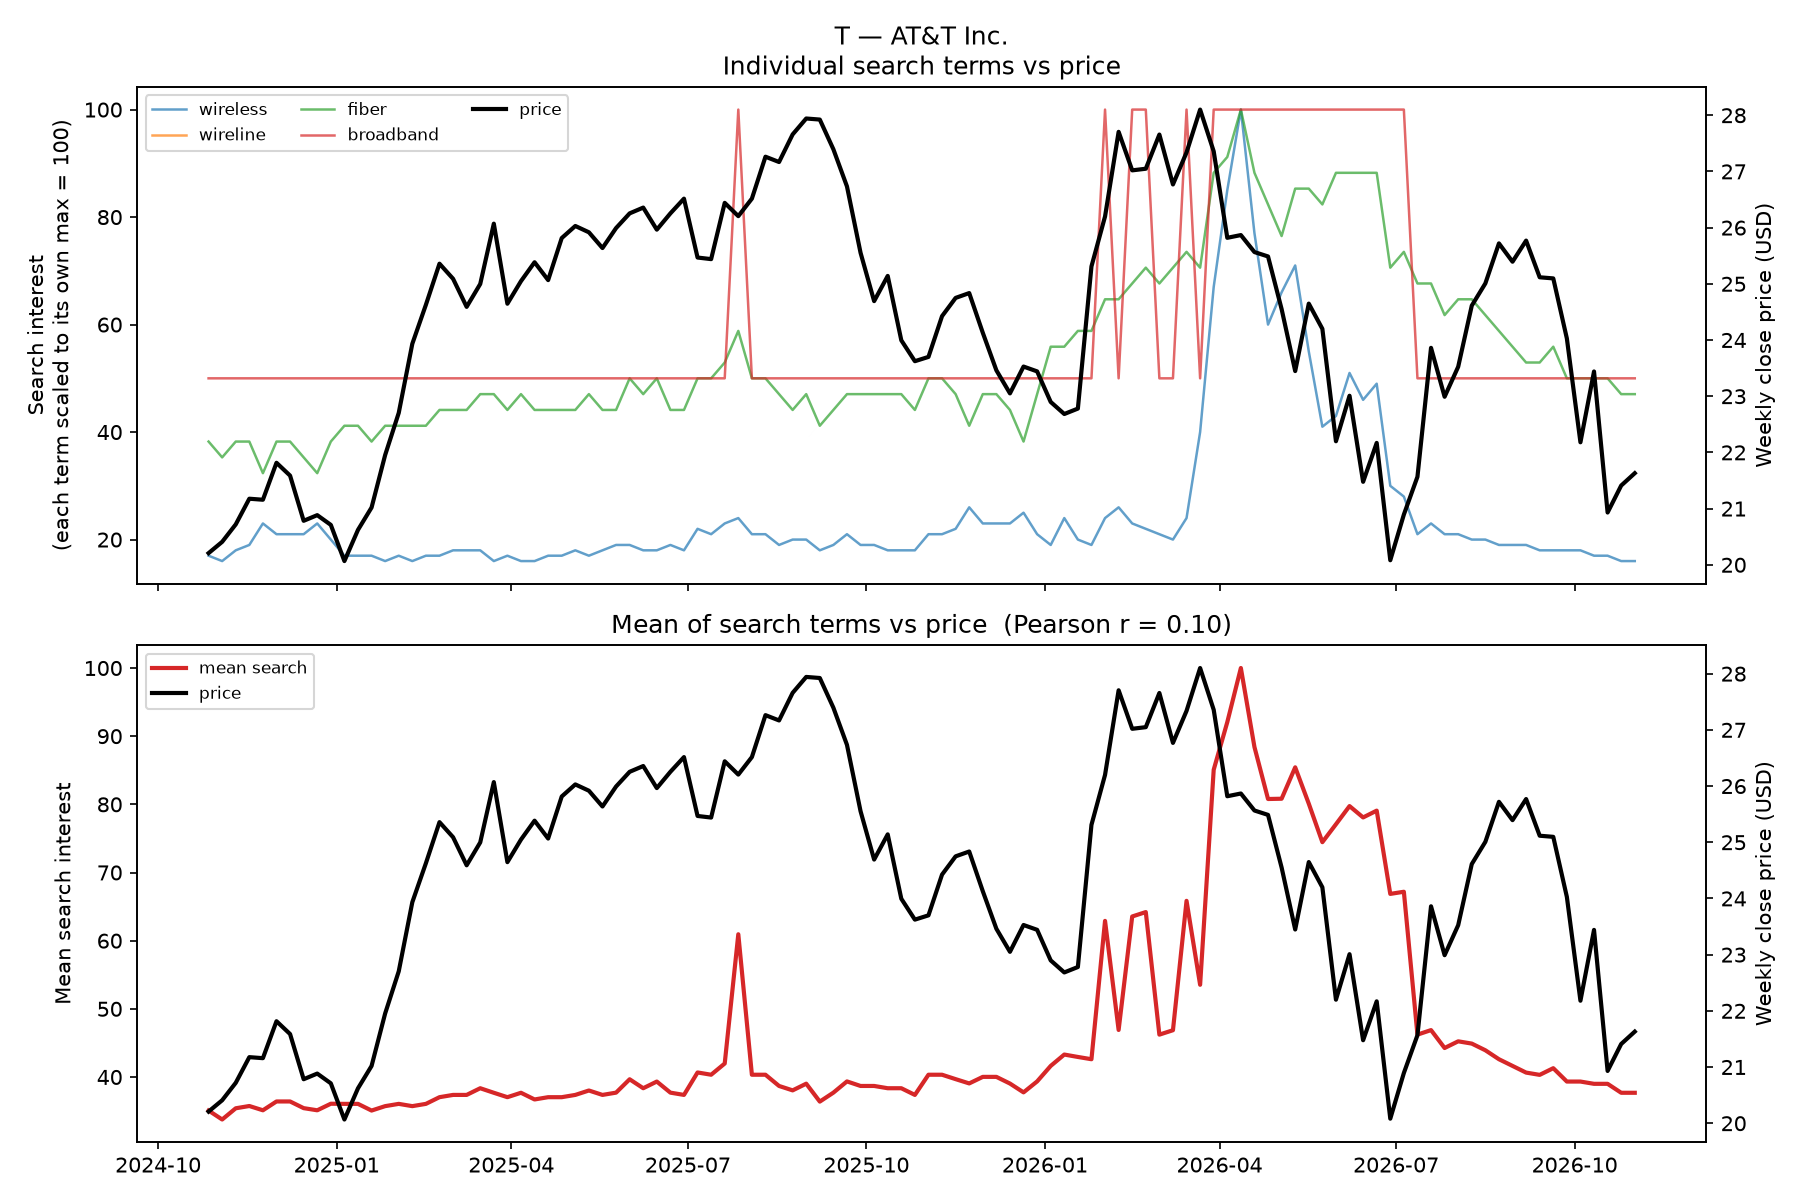 T — AT&T Inc.
Individual search terms vs price
wireless
wireline
fiber
broadband
price
Search interest
(each term scaled to its own max = 100)
100
80
60
40
20
28
27
26
25
24
23
22
21
20
Weekly close price (USD)
Mean of search terms vs price (Pearson r = 0.10)
mean search
price
Mean search interest
100
90
80
70
60
50
40
28
27
26
25
24
23
22
21
20
Weekly close price (USD)
2024-10
2025-01
2025-04
2025-07
2025-10
2026-01
2026-04
2026-07
2026-10